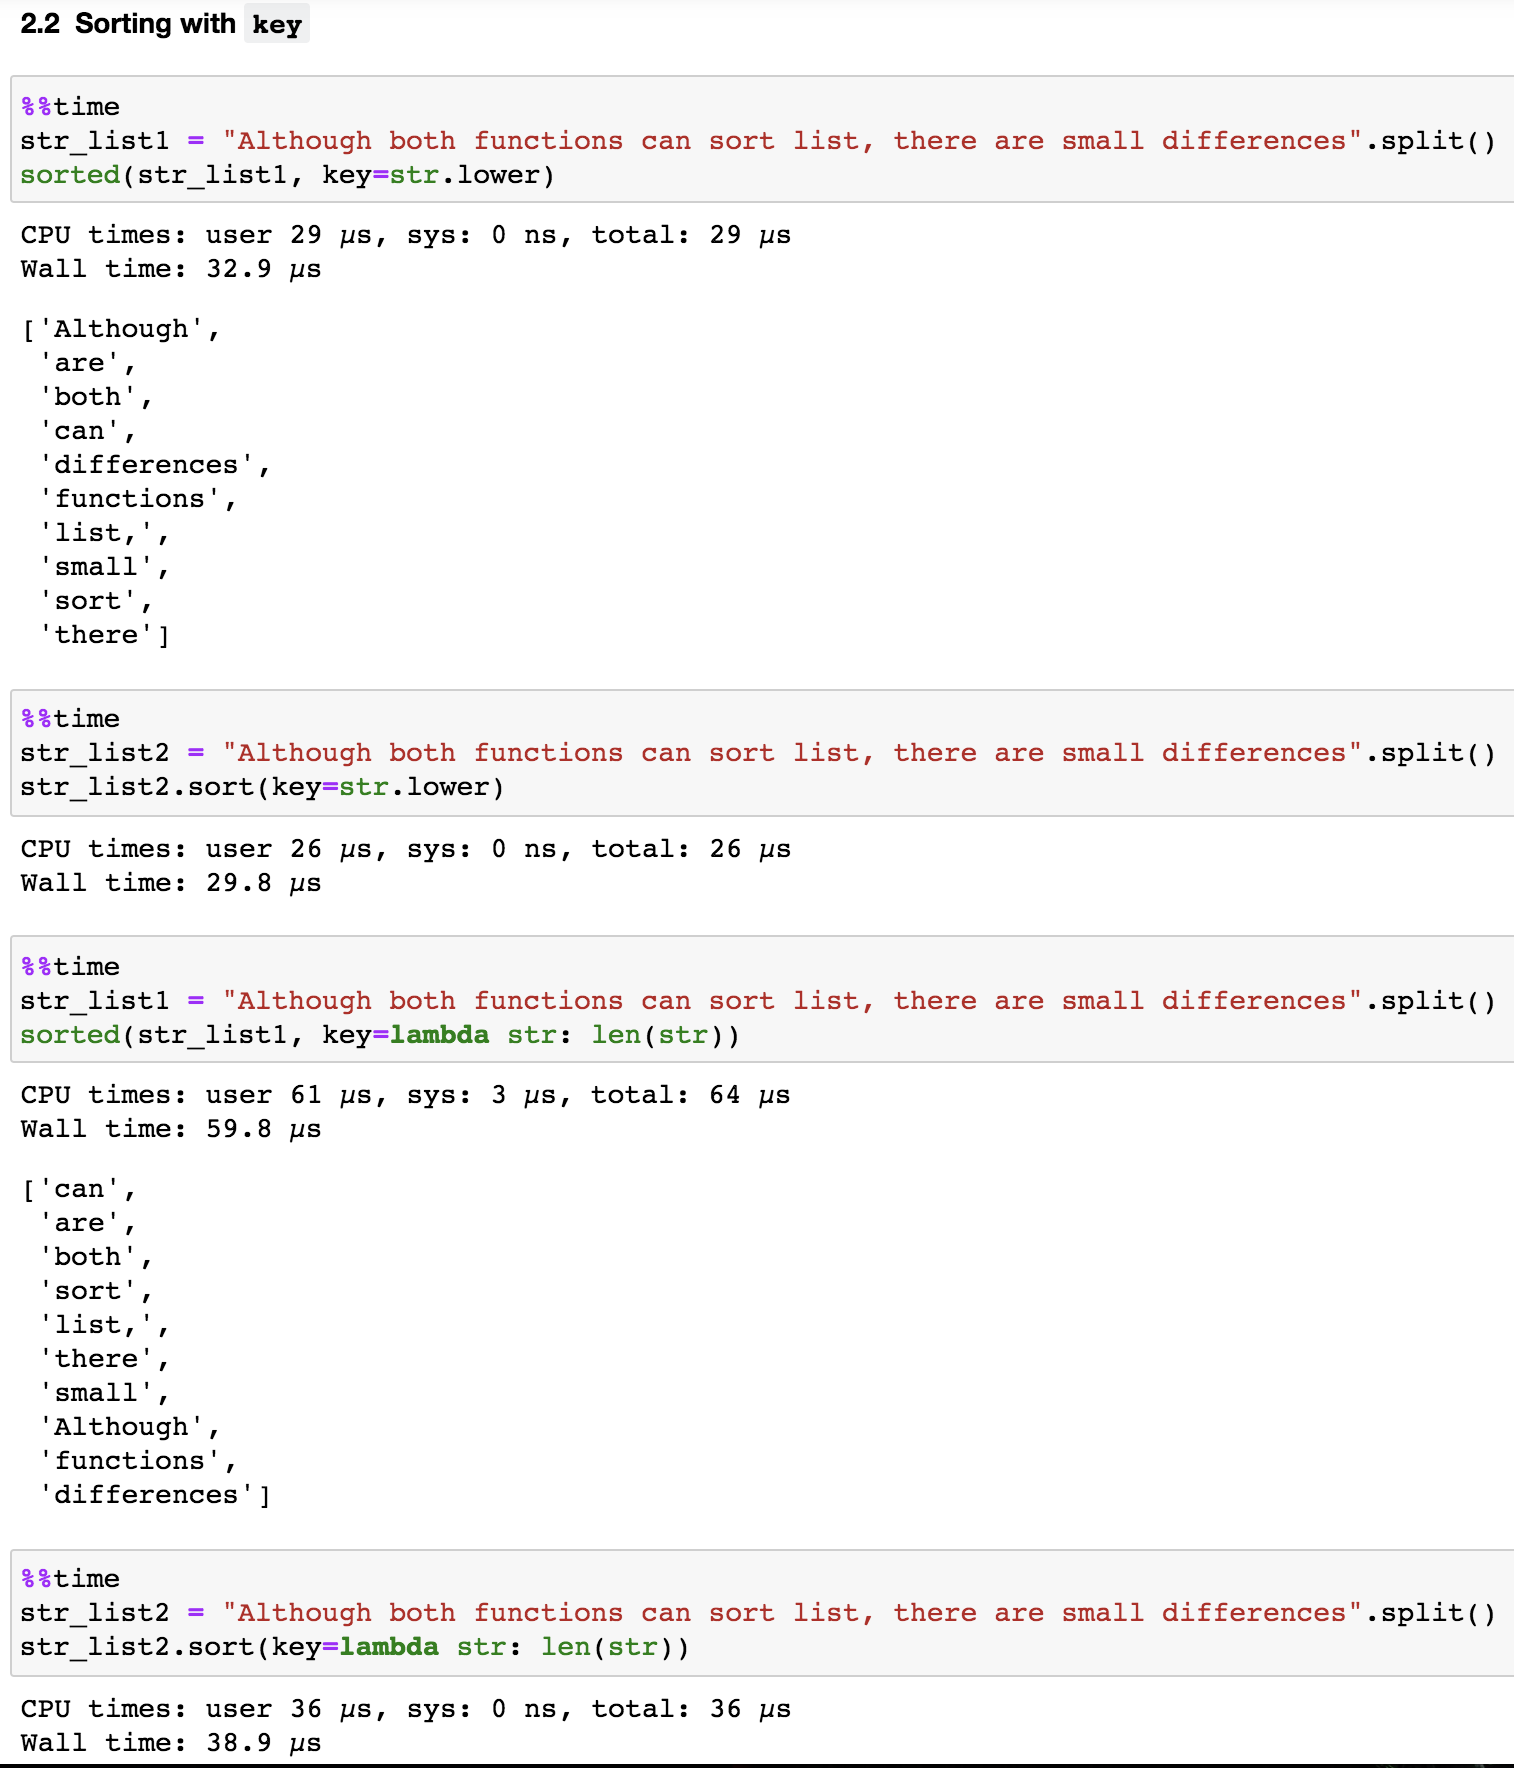 2.2 Sorting with key
%%time
str_list1 = "Although both functions can sort list, there are small differences".split()
sorted(str_list1, key=str.lower)
CPU times: user 29 µs, sys: 0 ns, total: 29 µs
Wall time: 32.9 µs
['Although',
 'are',
 'both',
 'can',
 'differences',
 'functions',
 'list,',
 'small',
 'sort',
 'there']
%%time
str_list2 = "Although both functions can sort list, there are small differences".split()
str_list2.sort(key=str.lower)
CPU times: user 26 µs, sys: 0 ns, total: 26 µs
Wall time: 29.8 µs
%%time
str_list1 = "Although both functions can sort list, there are small differences".split()
sorted(str_list1, key=lambda str: len(str))
CPU times: user 61 µs, sys: 3 µs, total: 64 µs
Wall time: 59.8 µs
['can',
 'are',
 'both',
 'sort',
 'list,',
 'there',
 'small',
 'Although',
 'functions',
 'differences']
%%time
str_list2 = "Although both functions can sort list, there are small differences".split()
str_list2.sort(key=lambda str: len(str))
CPU times: user 36 µs, sys: 0 ns, total: 36 µs
Wall time: 38.9 µs